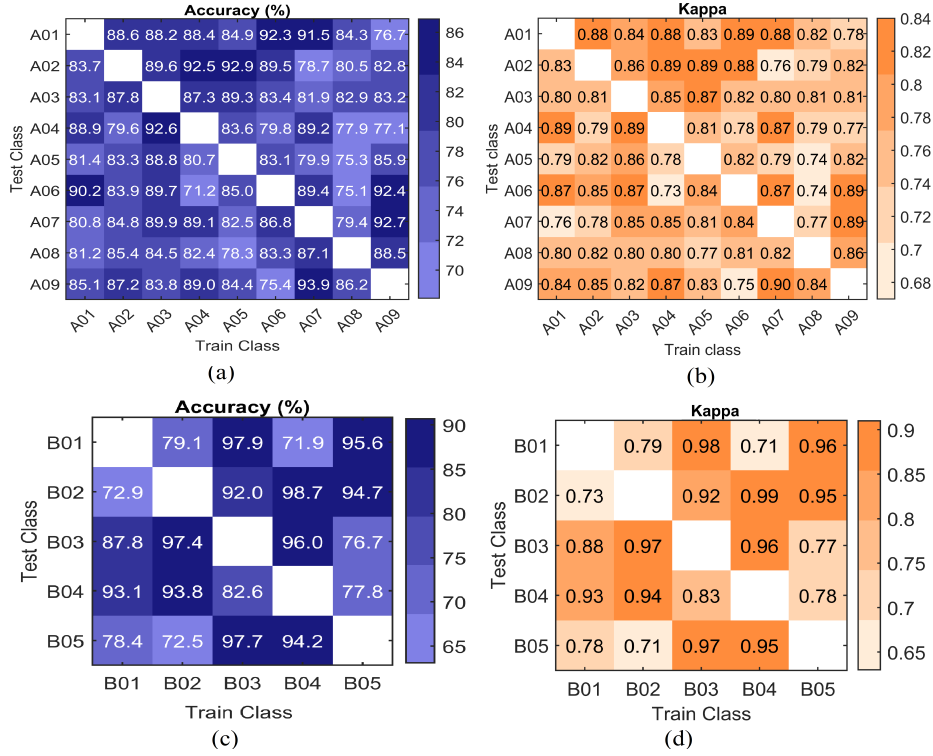 Accuracy (%)
A01 88.6 88.2 88.4 84.9 92.3 91.5 84.3 76.7
A02 83.7 89.6 92.5 92.9 89.5 78.7 80.5 82.8
A03 83.1 87.8 87.3 89.3 83.4 81.9 82.9 83.2
A04 88.9 79.6 92.6 83.6 79.8 89.2 77.9 77.1
A05 81.4 83.3 88.8 80.7 83.1 79.9 75.3 85.9
A06 90.2 83.9 89.7 71.2 85.0 89.4 75.1 92.4
A07 80.8 84.8 89.9 89.1 82.5 86.8 79.4 92.7
A08 81.2 85.4 84.5 82.4 78.3 83.3 87.1 88.5
A09 85.1 87.2 83.8 89.0 84.4 75.4 93.9 86.2
A01 A02 A03 A04 A05 A06 A07 A08 A09
Test Class
Train Class
86
84
82
80
78
76
74
72
70
(a)
Kappa
A01 0.88 0.84 0.88 0.83 0.89 0.88 0.82 0.78
A02 0.83 0.86 0.89 0.89 0.88 0.76 0.79 0.82
A03 0.80 0.81 0.85 0.87 0.82 0.80 0.80 0.81
A04 0.89 0.79 0.89 0.81 0.78 0.87 0.79 0.77
A05 0.79 0.82 0.86 0.78 0.82 0.79 0.74 0.82
A06 0.87 0.85 0.87 0.73 0.84 0.87 0.74 0.89
A07 0.76 0.78 0.85 0.85 0.81 0.84 0.77 0.89
A08 0.80 0.82 0.80 0.80 0.77 0.81 0.82 0.86
A09 0.84 0.85 0.82 0.87 0.83 0.75 0.90 0.84
A01 A02 A03 A04 A05 A06 A07 A08 A09
Test class
Train class
0.84
0.82
0.8
0.78
0.76
0.74
0.72
0.7
0.68
(b)
Accuracy (%)
B01 79.1 97.9 71.9 95.6
B02 72.9 92.0 98.7 94.7
B03 87.8 97.4 96.0 76.7
B04 93.1 93.8 82.6 77.8
B05 78.4 72.5 97.7 94.2
B01 B02 B03 B04 B05
Test Class
Train Class
90
85
80
75
70
65
(c)
Kappa
B01 0.79 0.98 0.71 0.96
B02 0.73 0.92 0.99 0.95
B03 0.88 0.97 0.96 0.77
B04 0.93 0.94 0.83 0.78
B05 0.78 0.71 0.97 0.95
B01 B02 B03 B04 B05
Test Class
Train Class
0.9
0.85
0.8
0.75
0.7
0.65
(d)